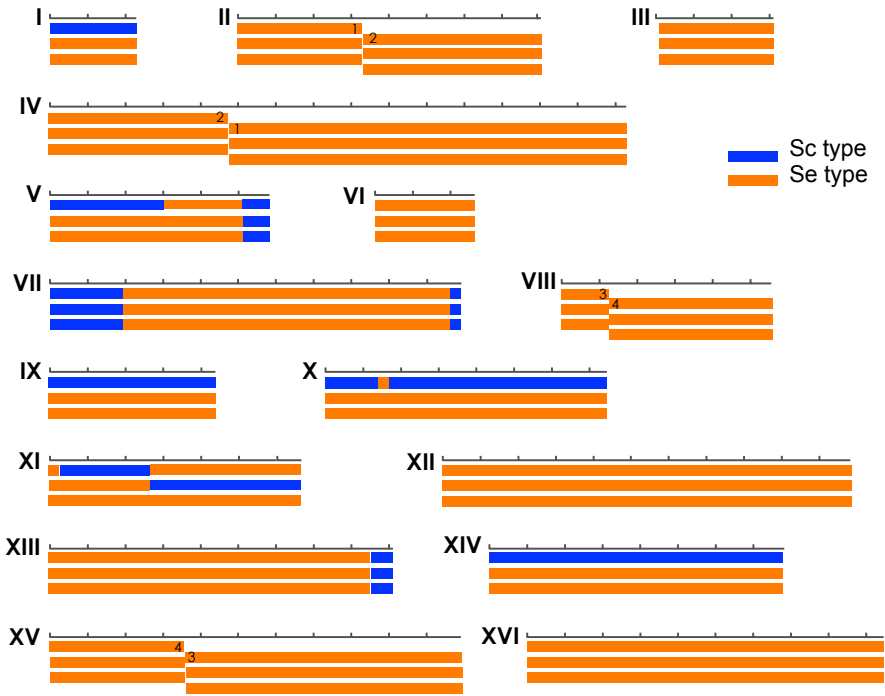 I
II
III
1
2
IV
2
1
Sc type
Se type
V
VI
VII
VIII
3
4
IX
X
XI
XII
XIII
XIV
XV
4
3
XVI